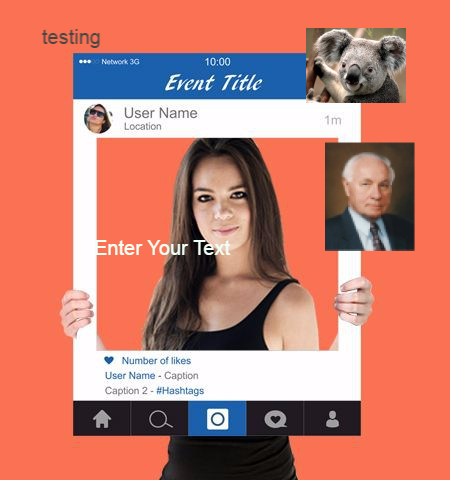 testing
Network 3G 10:00
Event Title
User Name
Location
1m
Enter Your Text
Number of likes
User Name - Caption
Caption 2 - #Hashtags